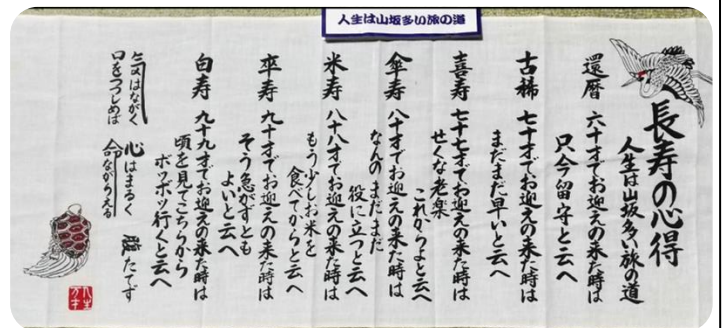 人生は山坂多い旅の道
長寿の心得
人生は山坂多い旅の道
還暦 六十才でお迎えの来た時は
只今留守と云へ
古稀 七十才でお迎えの来た時は
まだまだ早いと云へ
喜寿 七十七才でお迎えの来た時は
せくな老楽
これからよと云へ
傘寿 八十才でお迎えの来た時は
なんのまだまだ
役に立つと云へ
米寿 八十八才でお迎えの来た時は
もう少しお米を
食べてからと云へ
卒寿 九十才でお迎えの来た時は
そう急がずとも
よいと云へ
白寿 九十九才でお迎えの来た時は
頃を見てこちらから
ボツボツ行くと云へ
気はながく 心はまるく 腹たてず
口をつつしめば 命ながらえる